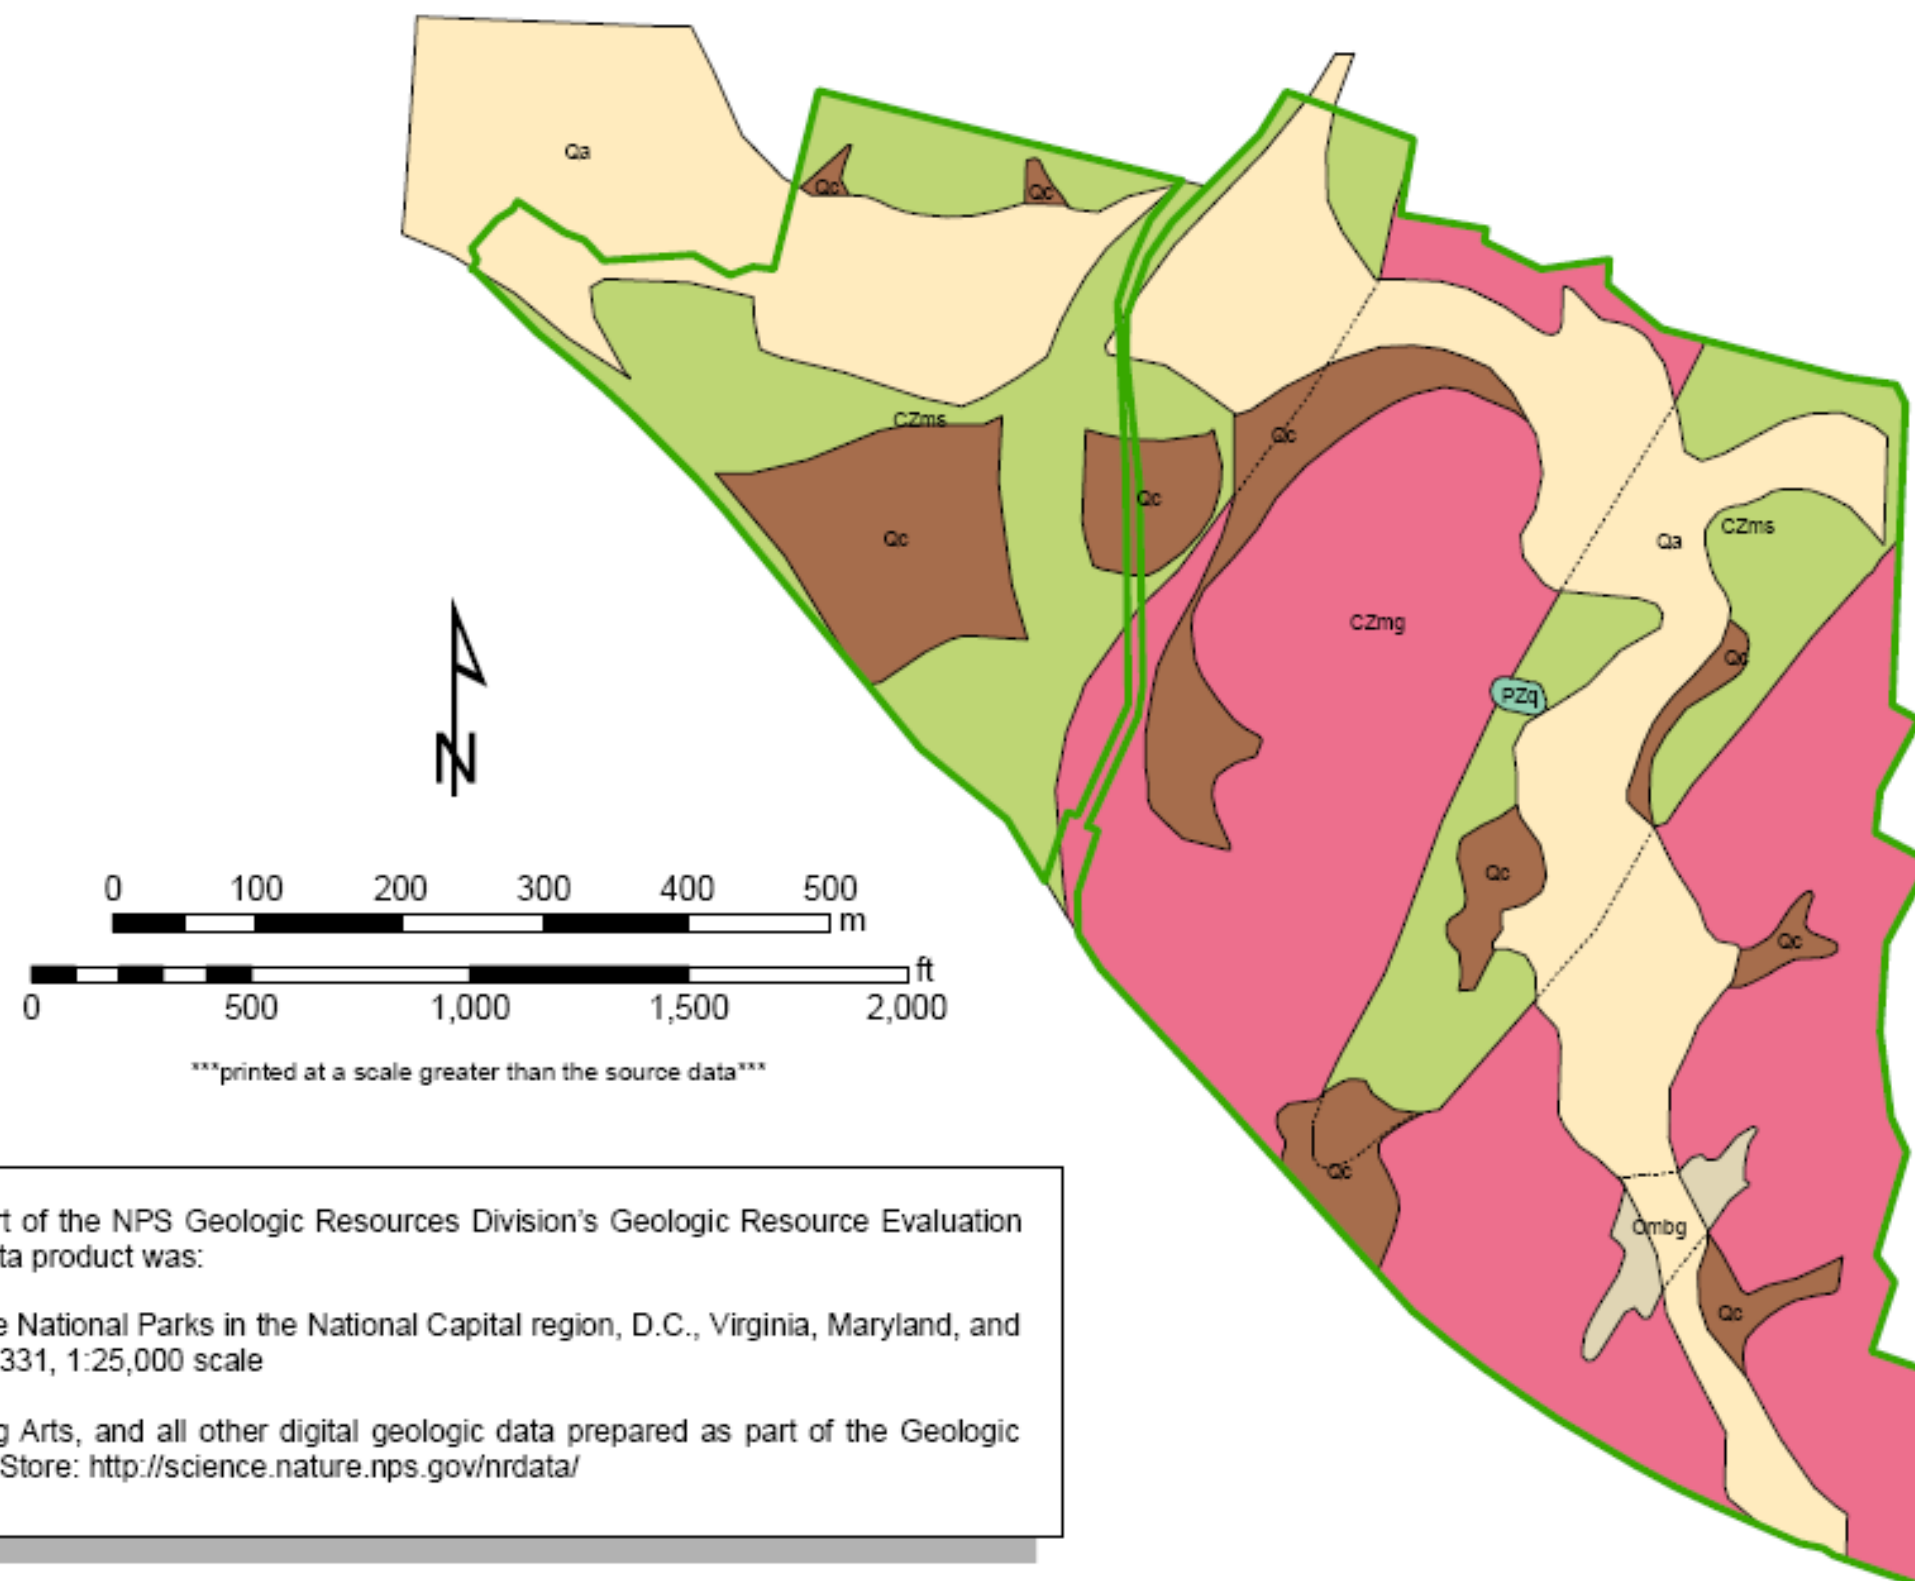 Qa
Qc
Qc
CZms
Qc
Qc
Qc
Qa
CZms
CZmg
Qc
PZq
Qc
Qc
Qc
Ombg
Qc
N
0 100 200 300 400 500
m
ft
0 500 1,000 1,500 2,000
***printed at a scale greater than the source data***
rt of the NPS Geologic Resources Division's Geologic Resource Evaluation
ta product was:
e National Parks in the National Capital region, D.C., Virginia, Maryland, and
331, 1:25,000 scale
g Arts, and all other digital geologic data prepared as part of the Geologic
Store: http://science.nature.nps.gov/nrdata/